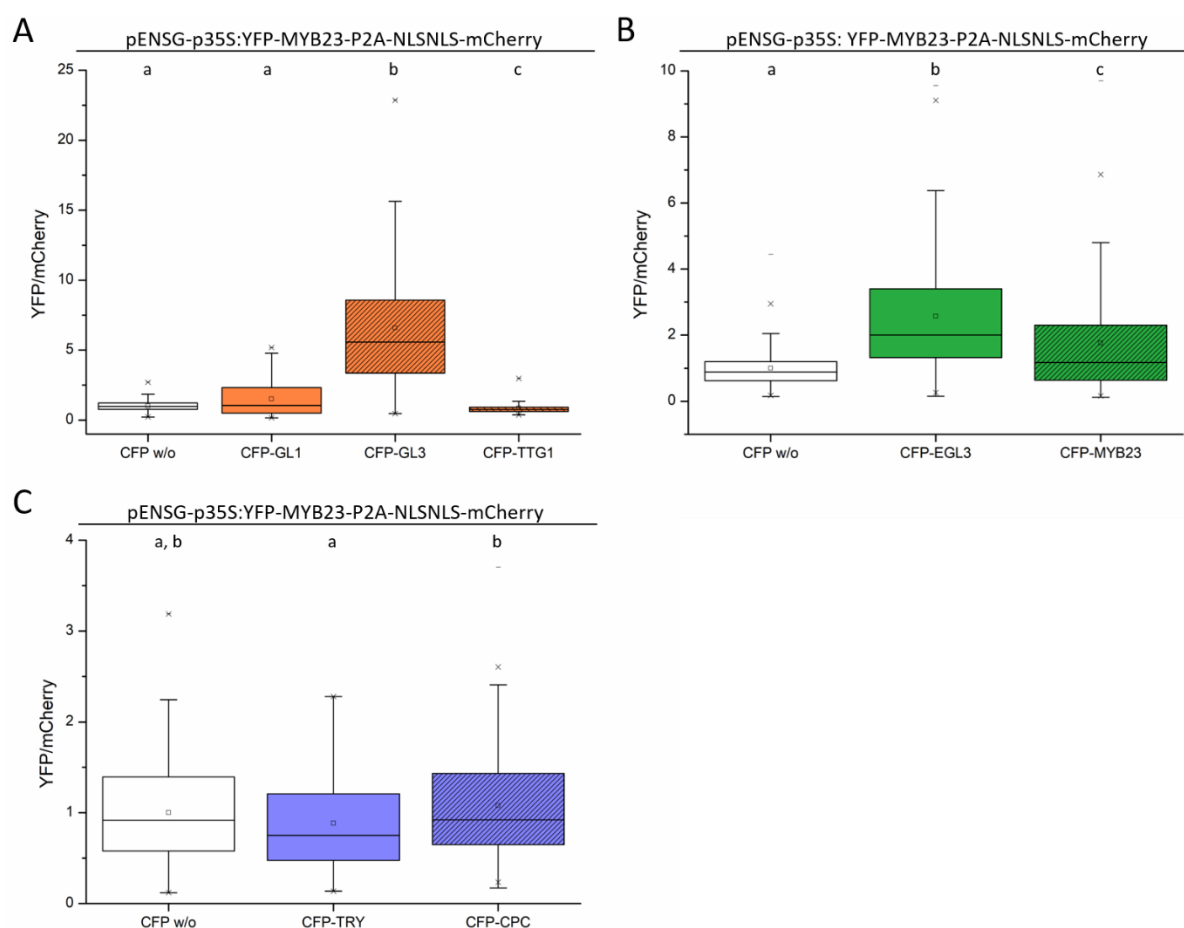 A
pENSG-p35S:YFP-MYB23-P2A-NLSNLS-mCherry
a a b c
25
20
15
10
5
0
YFP/mCherry
CFP w/o CFP-GL1 CFP-GL3 CFP-TTG1
B
pENSG-p35S: YFP-MYB23-P2A-NLSNLS-mCherry
a b c
10
8
6
4
2
0
YFP/mCherry
CFP w/o CFP-EGL3 CFP-MYB23
C
pENSG-p35S:YFP-MYB23-P2A-NLSNLS-mCherry
a, b a b
4
3
2
1
0
YFP/mCherry
CFP w/o CFP-TRY CFP-CPC